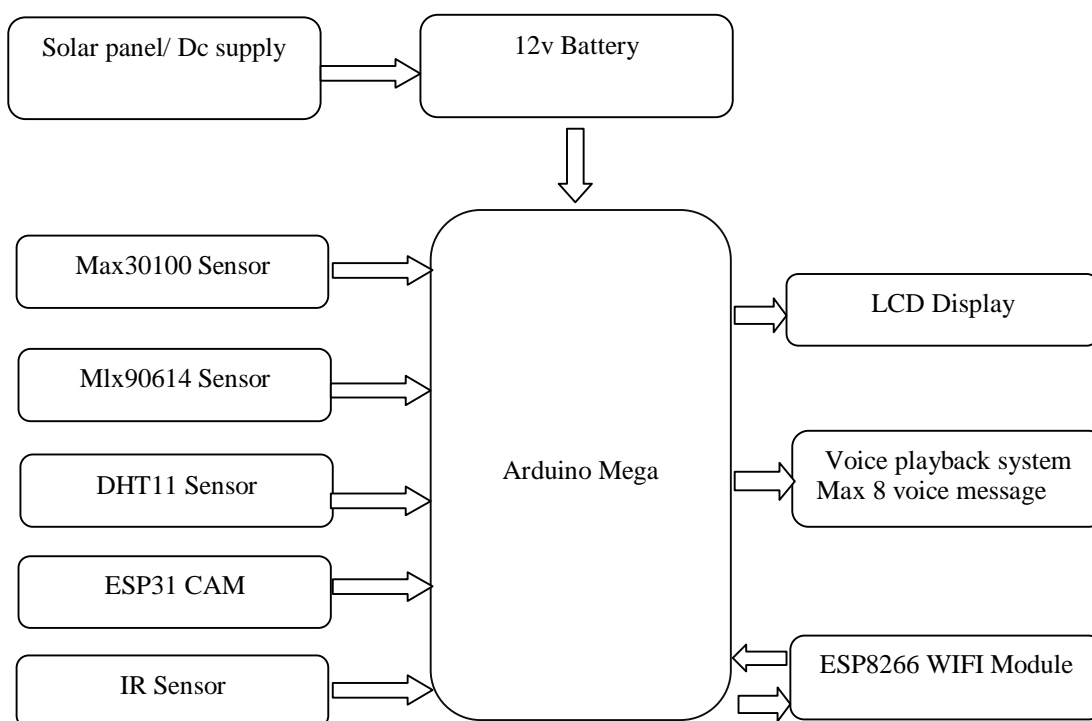 Solar panel/ Dc supply
12v Battery
Max30100 Sensor
Mlx90614 Sensor
DHT11 Sensor
ESP31 CAM
IR Sensor
Arduino Mega
LCD Display
Voice playback system
Max 8 voice message
ESP8266 WIFI Module